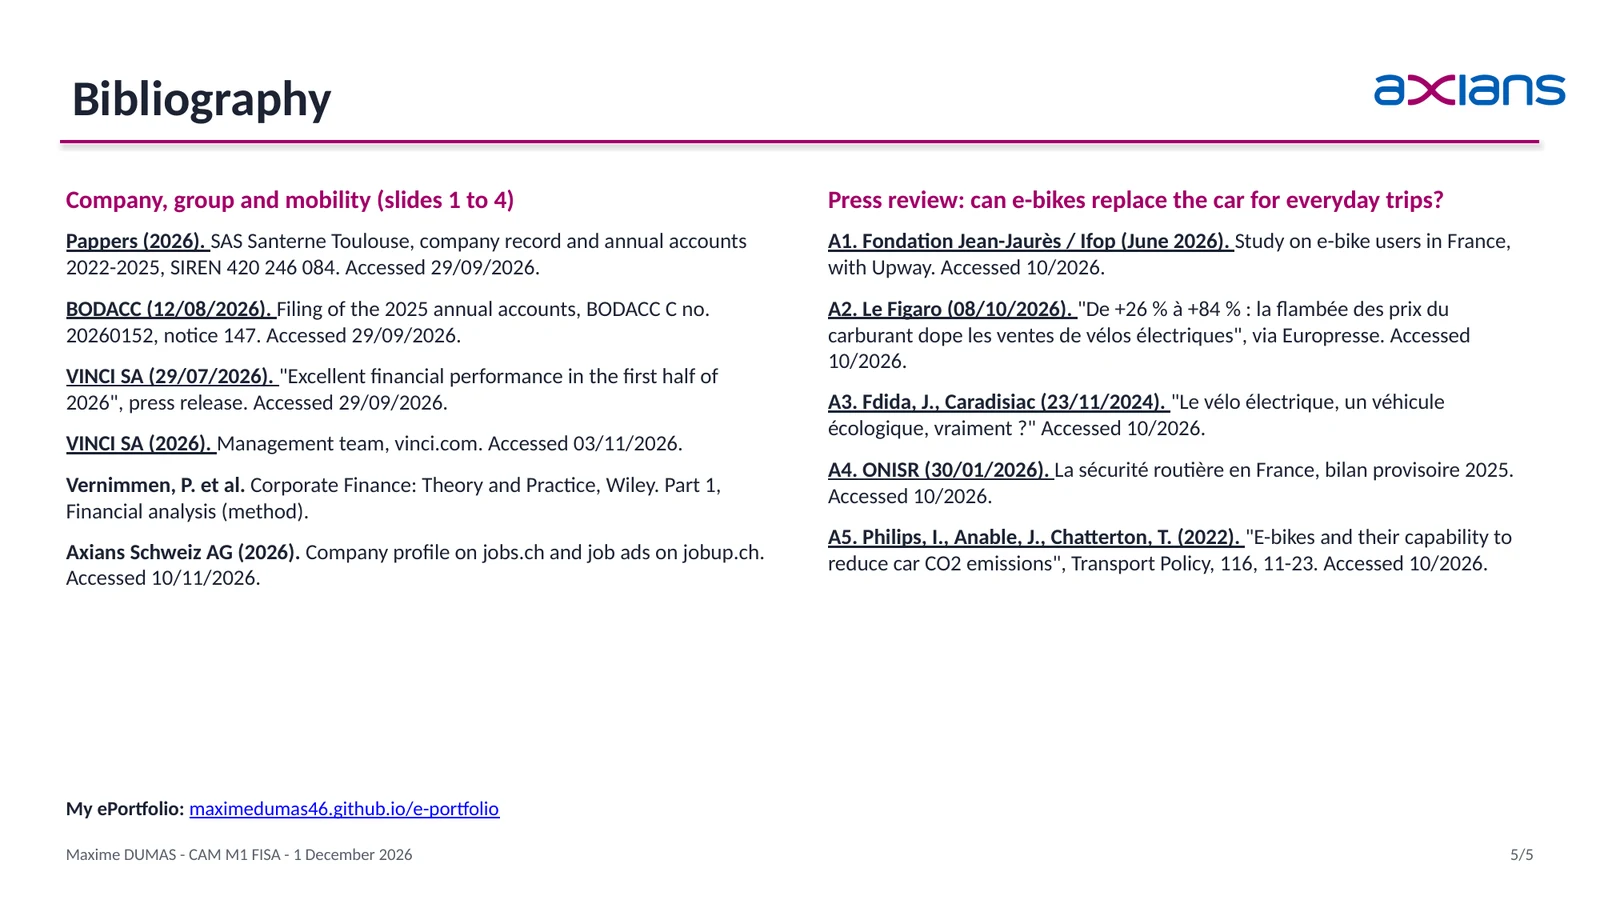 Bibliography
axians
Company, group and mobility (slides 1 to 4)
Pappers (2026). SAS Santerne Toulouse, company record and annual accounts
2022-2025, SIREN 420 246 084. Accessed 29/09/2026.
BODACC (12/08/2026). Filing of the 2025 annual accounts, BODACC C no.
20260152, notice 147. Accessed 29/09/2026.
VINCI SA (29/07/2026). "Excellent financial performance in the first half of
2026", press release. Accessed 29/09/2026.
VINCI SA (2026). Management team, vinci.com. Accessed 03/11/2026.
Vernimmen, P. et al. Corporate Finance: Theory and Practice, Wiley. Part 1,
Financial analysis (method).
Axians Schweiz AG (2026). Company profile on jobs.ch and job ads on jobup.ch.
Accessed 10/11/2026.
Press review: can e-bikes replace the car for everyday trips?
A1. Fondation Jean-Jaurès / Ifop (June 2026). Study on e-bike users in France,
with Upway. Accessed 10/2026.
A2. Le Figaro (08/10/2026). "De +26 % à +84 % : la flambée des prix du
carburant dope les ventes de vélos électriques", via Europresse. Accessed
10/2026.
A3. Fdida, J., Caradisiac (23/11/2024). "Le vélo électrique, un véhicule
écologique, vraiment ?" Accessed 10/2026.
A4. ONISR (30/01/2026). La sécurité routière en France, bilan provisoire 2025.
Accessed 10/2026.
A5. Philips, I., Anable, J., Chatterton, T. (2022). "E-bikes and their capability to
reduce car CO2 emissions", Transport Policy, 116, 11-23. Accessed 10/2026.
My ePortfolio: maximedumas46.github.io/e-portfolio
Maxime DUMAS - CAM M1 FISA - 1 December 2026
5/5